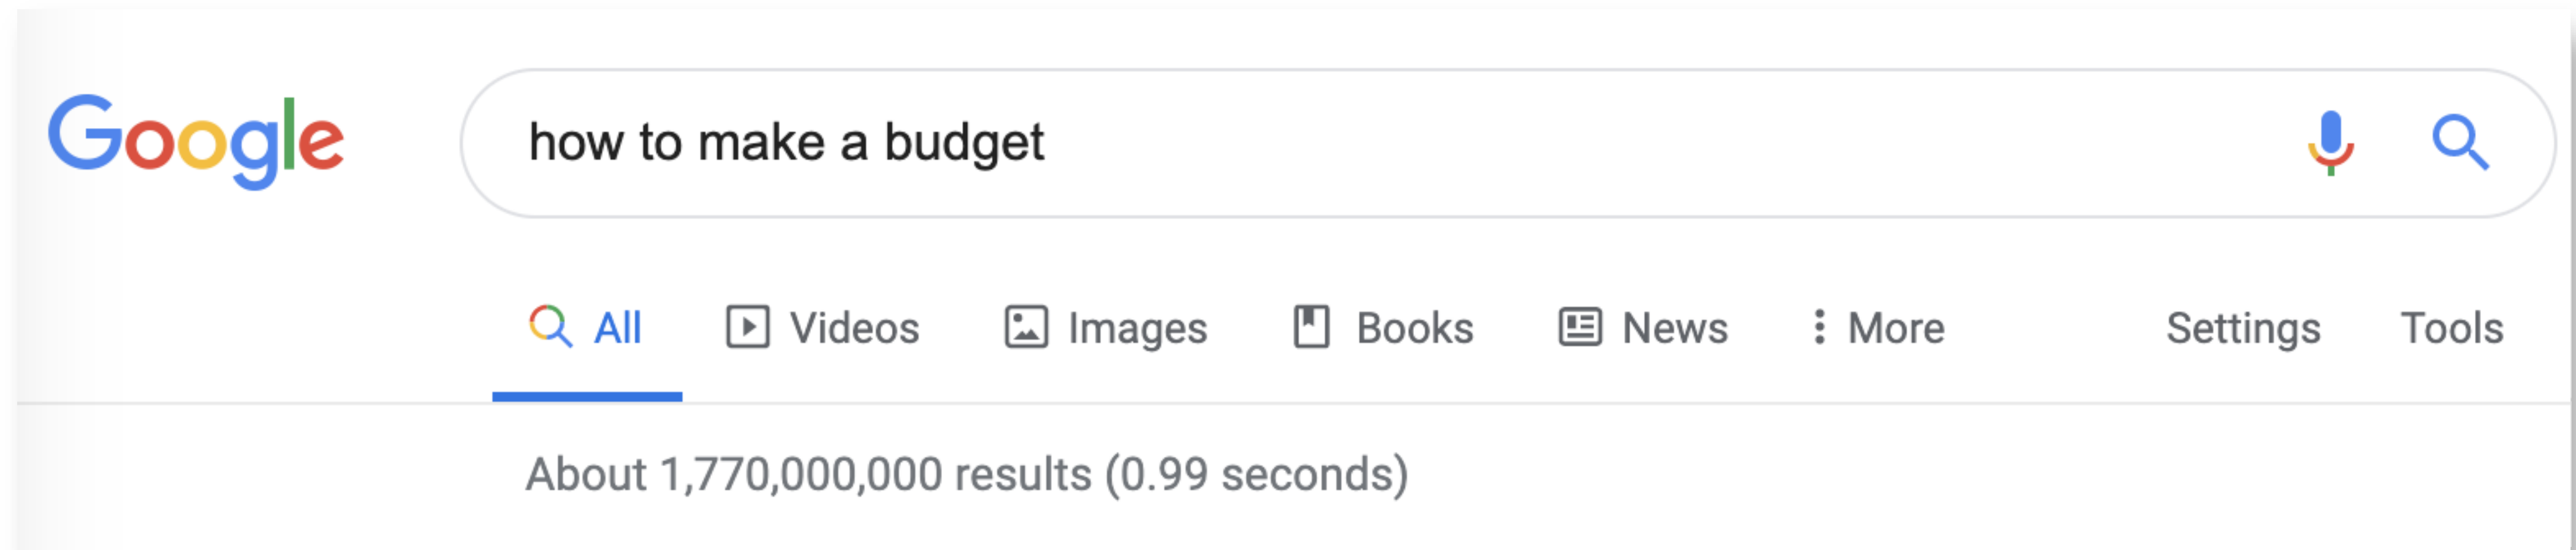 Google how to make a budget
All Videos Images Books News More Settings Tools
About 1,770,000,000 results (0.99 seconds)